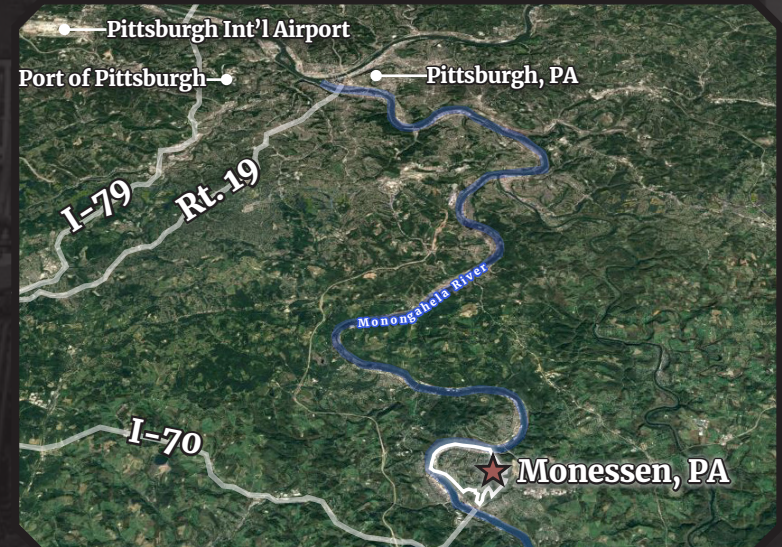 Pittsburgh Int’l Airport
Port of Pittsburgh
Pittsburgh, PA
I-79
Rt. 19
Monongahela River
I-70
Monessen, PA